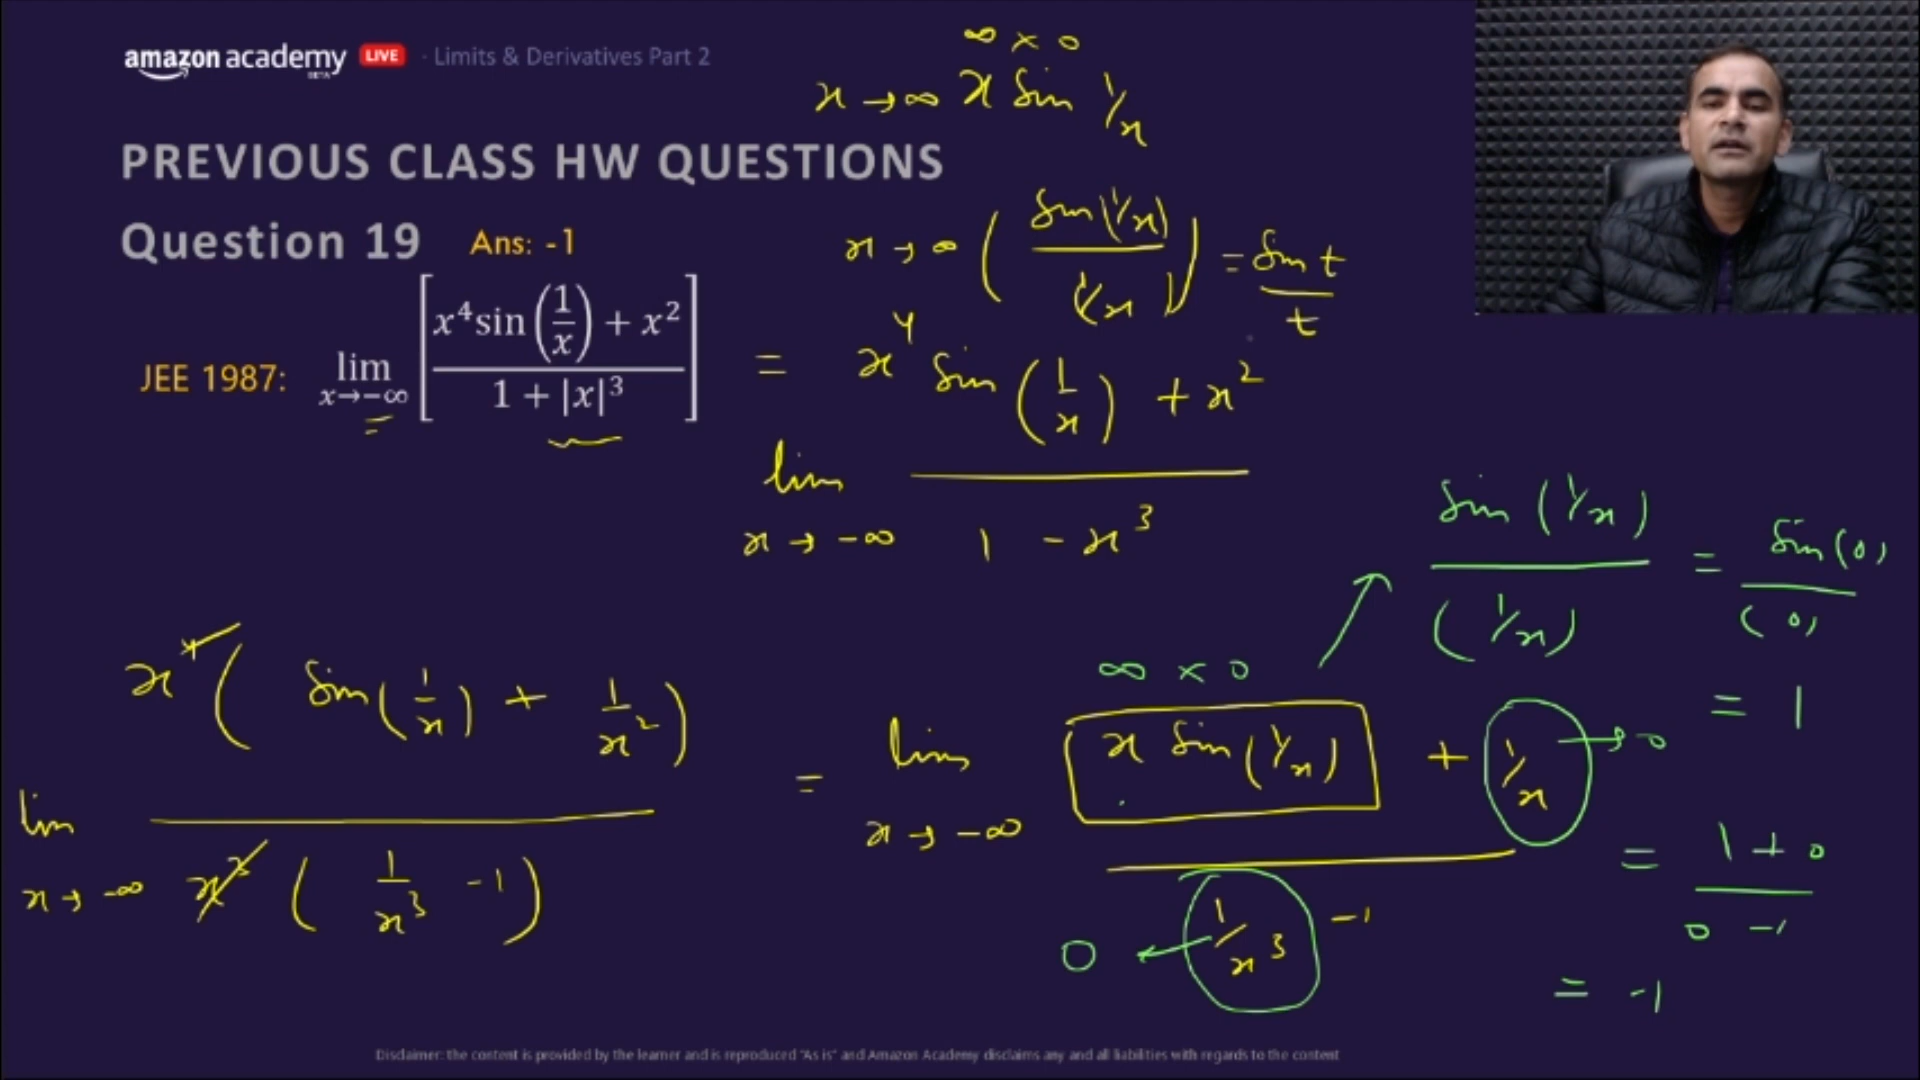 amazon academy BETA LIVE · Limits & Derivatives Part 2
∞ × 0
x → ∞ x sin 1/x
PREVIOUS CLASS HW QUESTIONS
Question 19 Ans: -1
x → ∞ ( sin(1/x) / (1/x) ) = sin t / t
JEE 1987: lim x→−∞ [ (x⁴ sin(1/x) + x²) / (1 + |x|³) ]
= lim x → −∞ x⁴ sin(1/x) + x² / 1 − x³
lim x → −∞ x⁴ ( sin(1/x) + 1/x² ) / x³ ( 1/x³ −1 )
∞ × 0
= lim x → −∞ x sin(1/x) + 1/x → 0
1/x³ −1
0 ←
sin(1/x) / (1/x) = sin(0) / (0)
= 1
= 1 + 0 / 0 −1
= −1
Disclaimer: the content is provided by the learner and is reproduced "As is" and Amazon Academy disclaims any and all liabilities with regards to the content